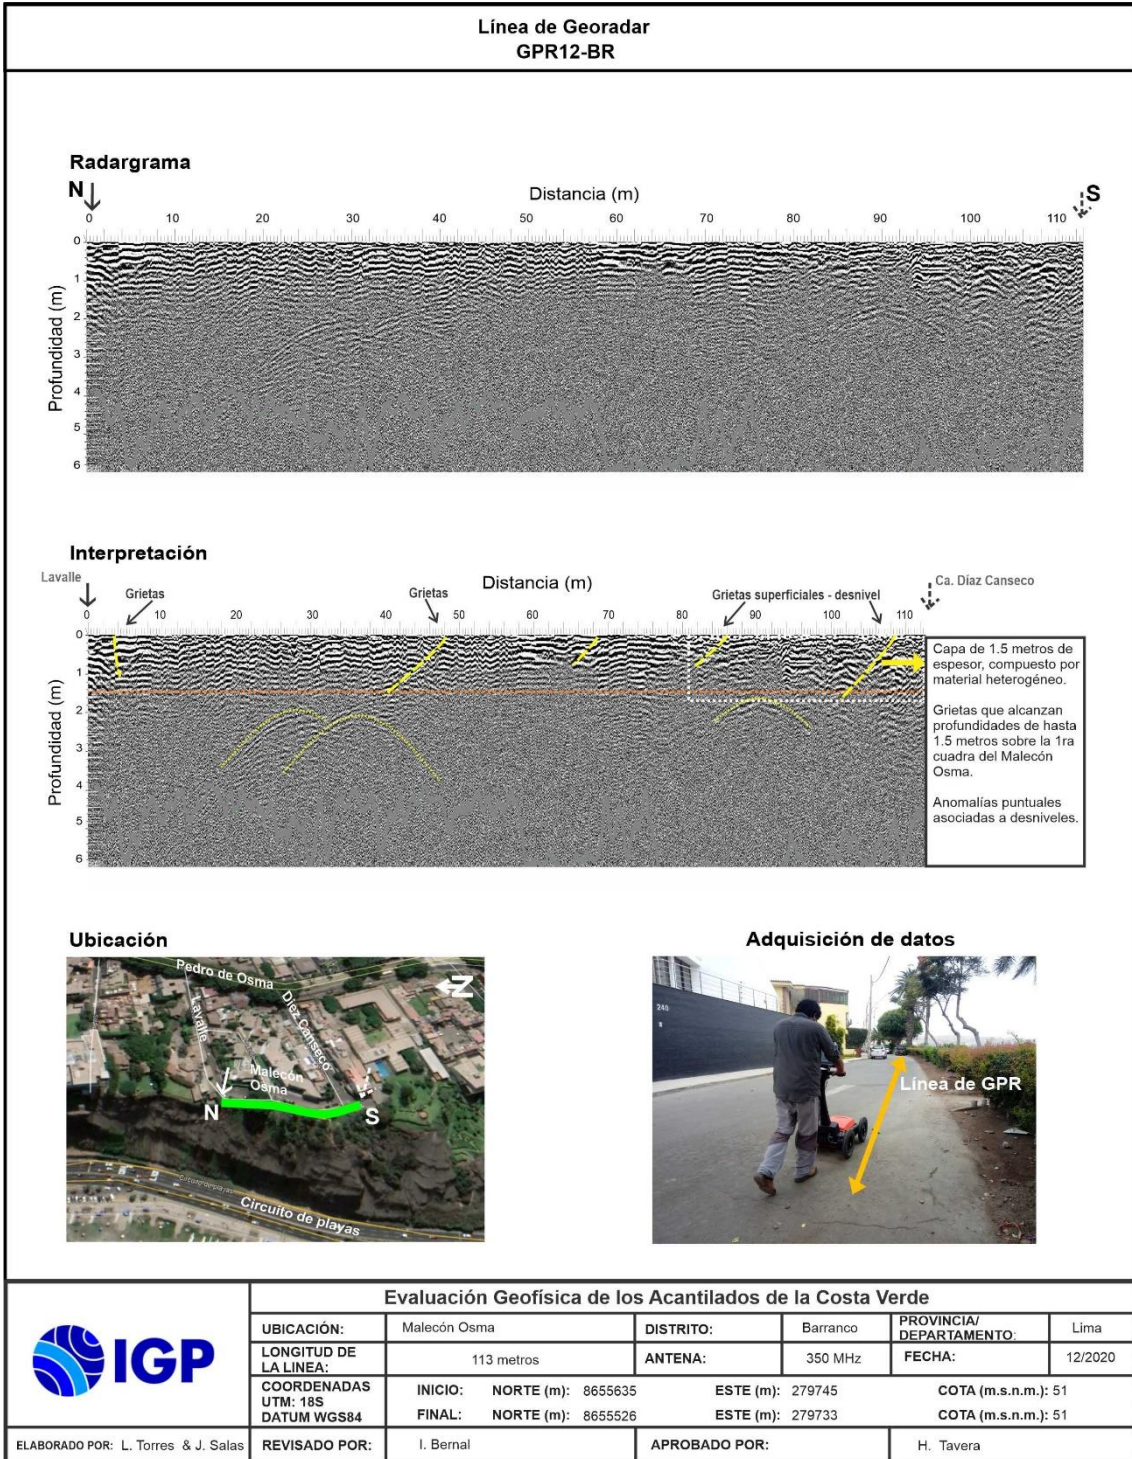 Línea de Georadar
GPR12-BR
Radargrama
N
Distancia (m)
S
0 10 20 30 40 50 60 70 80 90 100 110
Profundidad (m)
0
1
2
3
4
5
6
Interpretación
Lavalle
Grietas
Grietas
Distancia (m)
Grietas superficiales - desnivel
Ca. Díaz Canseco
0 10 20 30 40 50 60 70 80 90 100 110
Profundidad (m)
0
1
2
3
4
5
6
Capa de 1.5 metros de
espesor, compuesto por
material heterogéneo.
Grietas que alcanzan
profundidades de hasta
1.5 metros sobre la 1ra
cuadra del Malecón
Osma.
Anomalías puntuales
asociadas a desniveles.
Ubicación
Pedro de Osma
Lavalle
Diez Canseco
Malecón
Osma
N
S
N
Circuito de playas
Circuito de playas
Adquisición de datos
240
Línea de GPR
IGP
Evaluación Geofísica de los Acantilados de la Costa Verde
UBICACIÓN: Malecón Osma DISTRITO: Barranco PROVINCIA/
DEPARTAMENTO: Lima
LONGITUD DE
LA LINEA: 113 metros ANTENA: 350 MHz FECHA: 12/2020
COORDENADAS
UTM: 18S
DATUM WGS84
INICIO: NORTE (m): 8655635 ESTE (m): 279745 COTA (m.s.n.m.): 51
FINAL: NORTE (m): 8655526 ESTE (m): 279733 COTA (m.s.n.m.): 51
ELABORADO POR: L. Torres & J. Salas REVISADO POR: I. Bernal APROBADO POR: H. Tavera